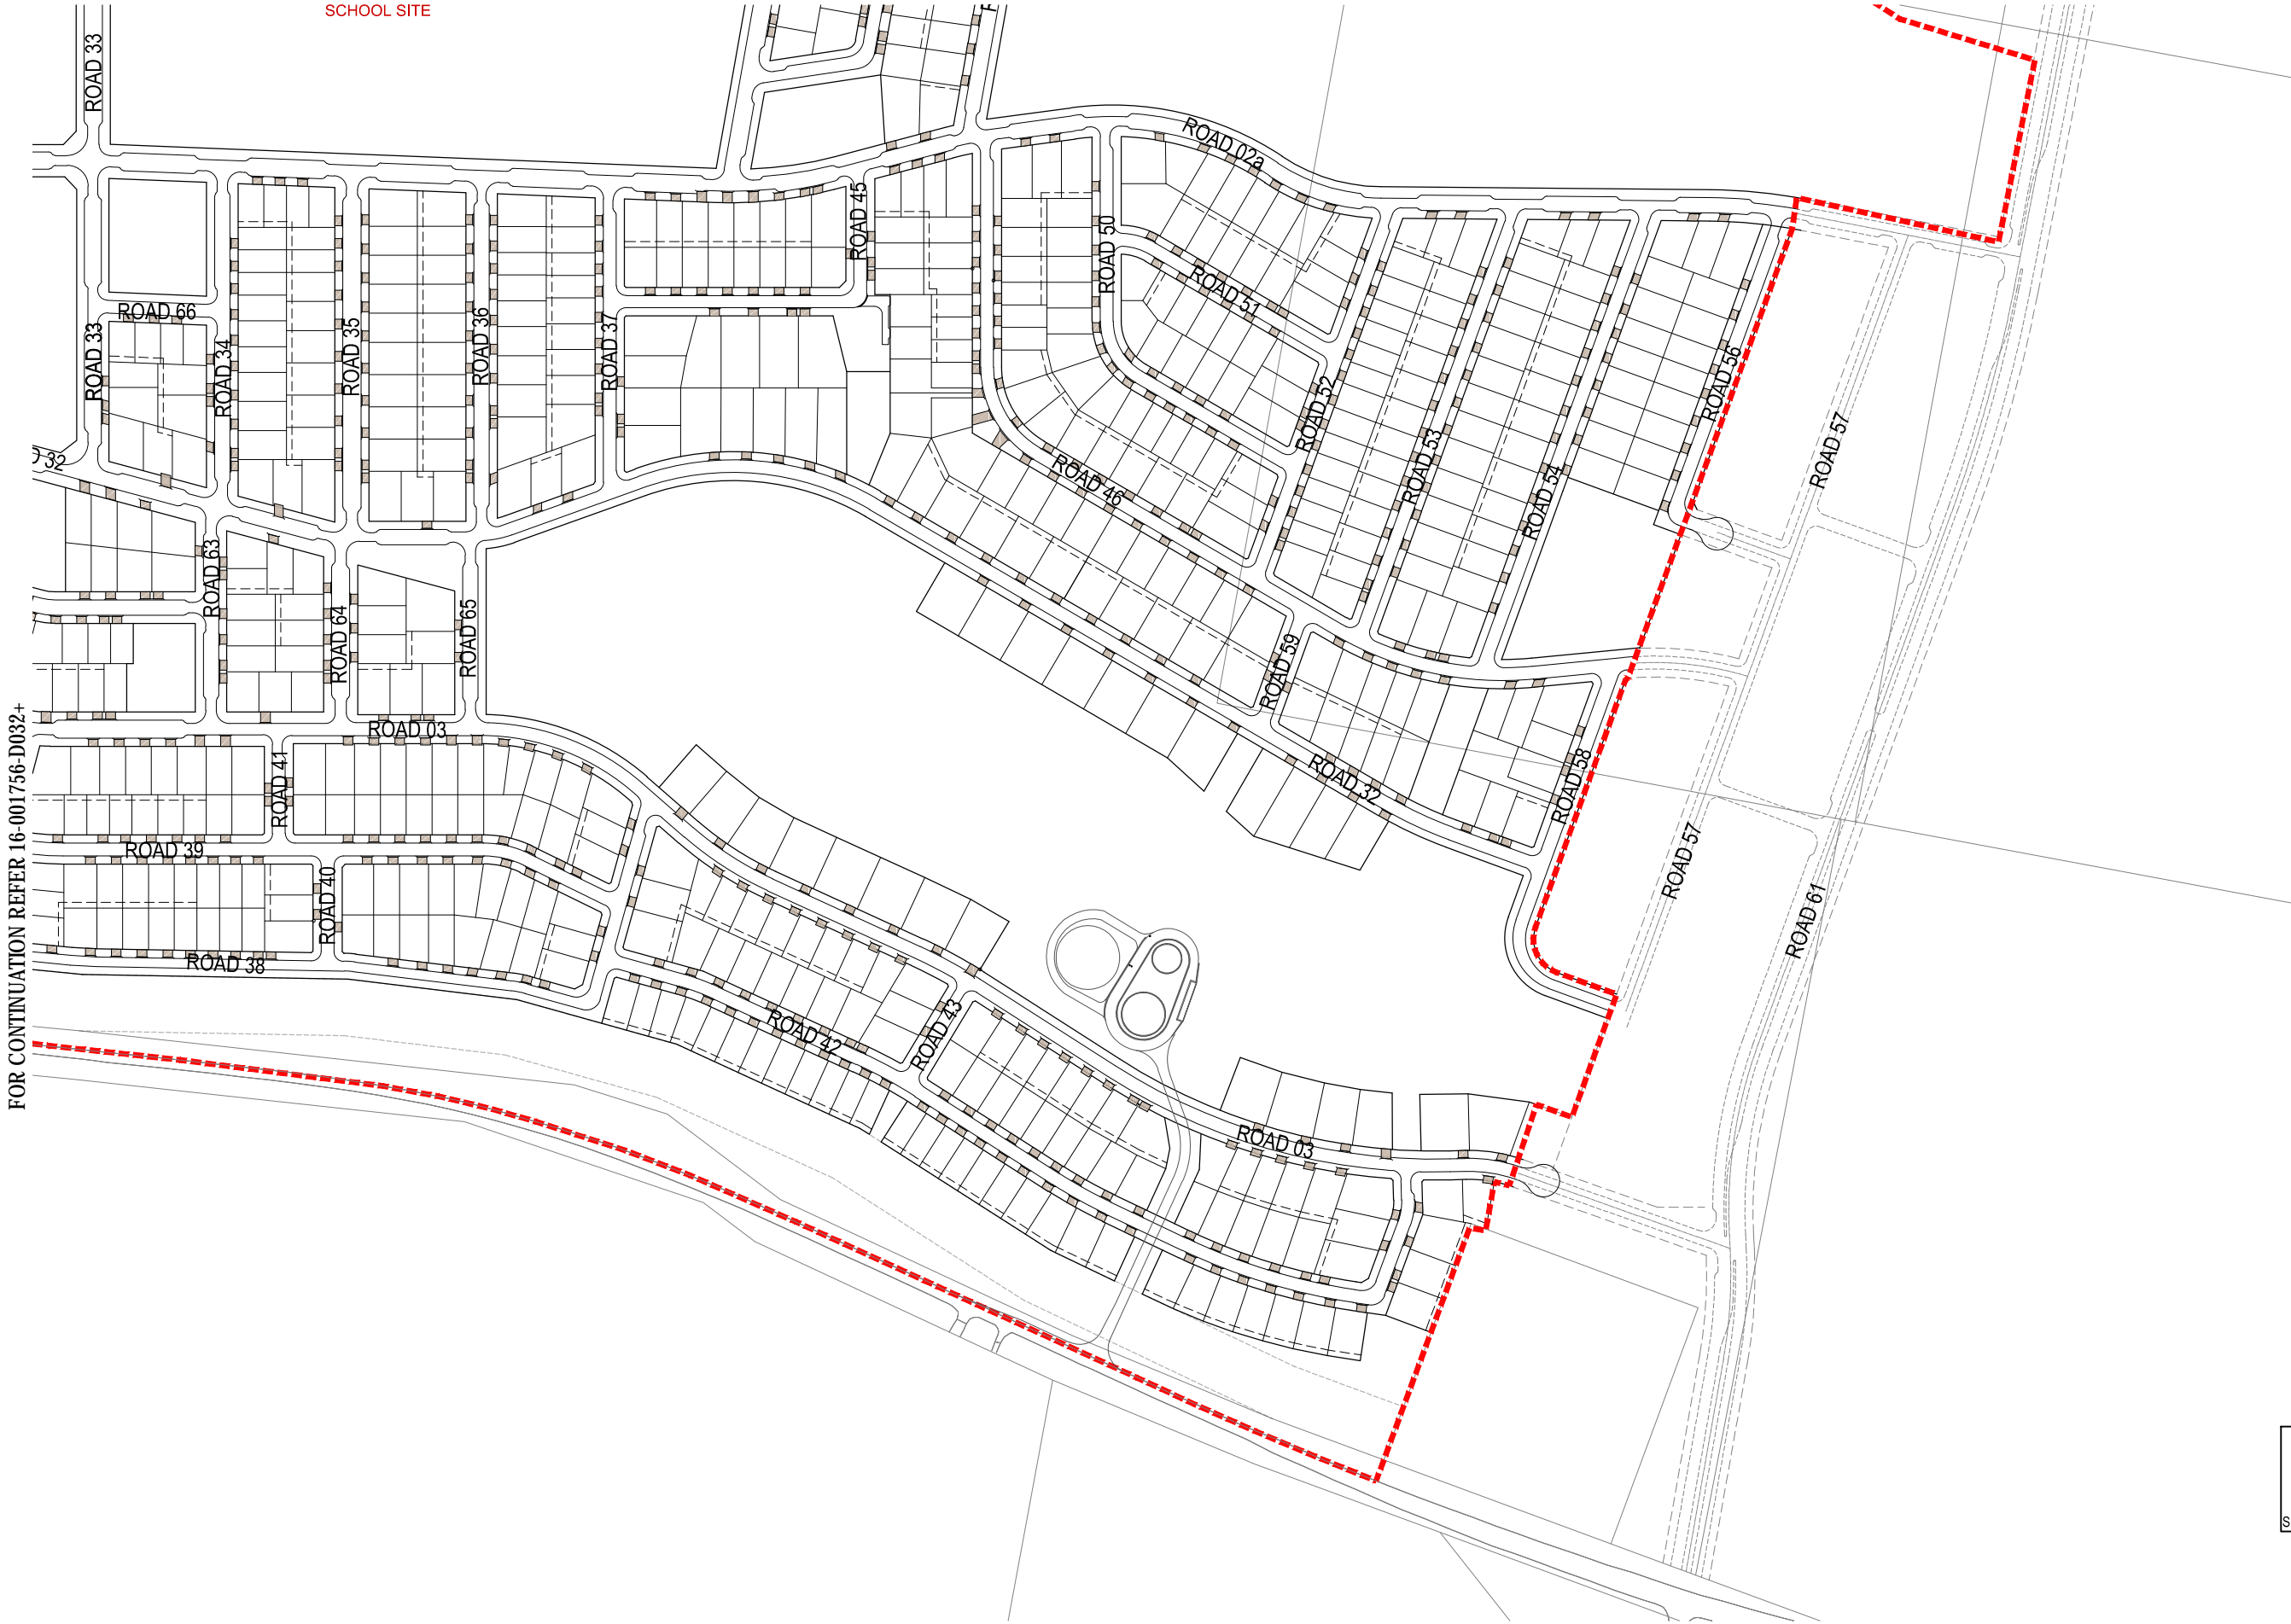 SCHOOL SITE
ROAD 33
ROAD 02a
ROAD 45
ROAD 50
ROAD 51
ROAD 66
ROAD 33
ROAD 34
ROAD 35
ROAD 36
ROAD 37
ROAD 52
ROAD 56
ROAD 57
ROAD 53
ROAD 54
ROAD 46
D 32
ROAD 63
ROAD 64
ROAD 65
ROAD 59
ROAD 58
ROAD 32
ROAD 03
ROAD 41
ROAD 39
ROAD 40
ROAD 38
ROAD 57
ROAD 61
ROAD 42
ROAD 43
ROAD 03
FOR CONTINUATION REFER 16-001756-D032+
S